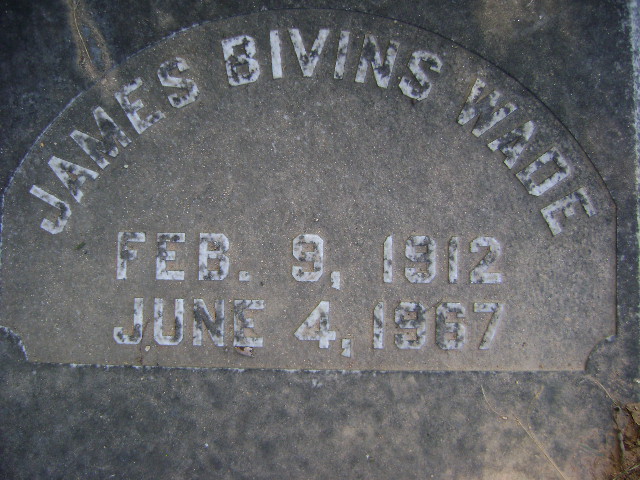 JAMES BIVINS WADE
FEB. 9, 1912
JUNE 4, 1967